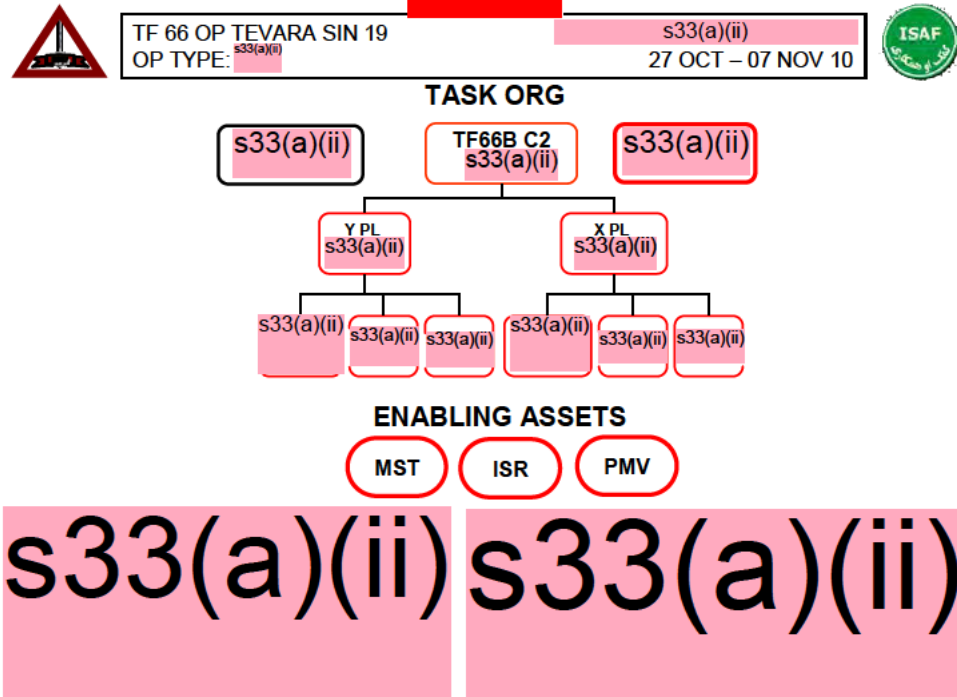 TF 66 OP TEVARA SIN 19
s33(a)(ii)
OP TYPE: s33(a)(ii)
27 OCT – 07 NOV 10
ISAF
TASK ORG
s33(a)(ii)
TF66B C2
s33(a)(ii)
s33(a)(ii)
Y PL
s33(a)(ii)
X PL
s33(a)(ii)
s33(a)(ii)
s33(a)(ii)
s33(a)(ii)
s33(a)(ii)
s33(a)(ii)
s33(a)(ii)
ENABLING ASSETS
MST
ISR
PMV
s33(a)(ii)
s33(a)(ii)